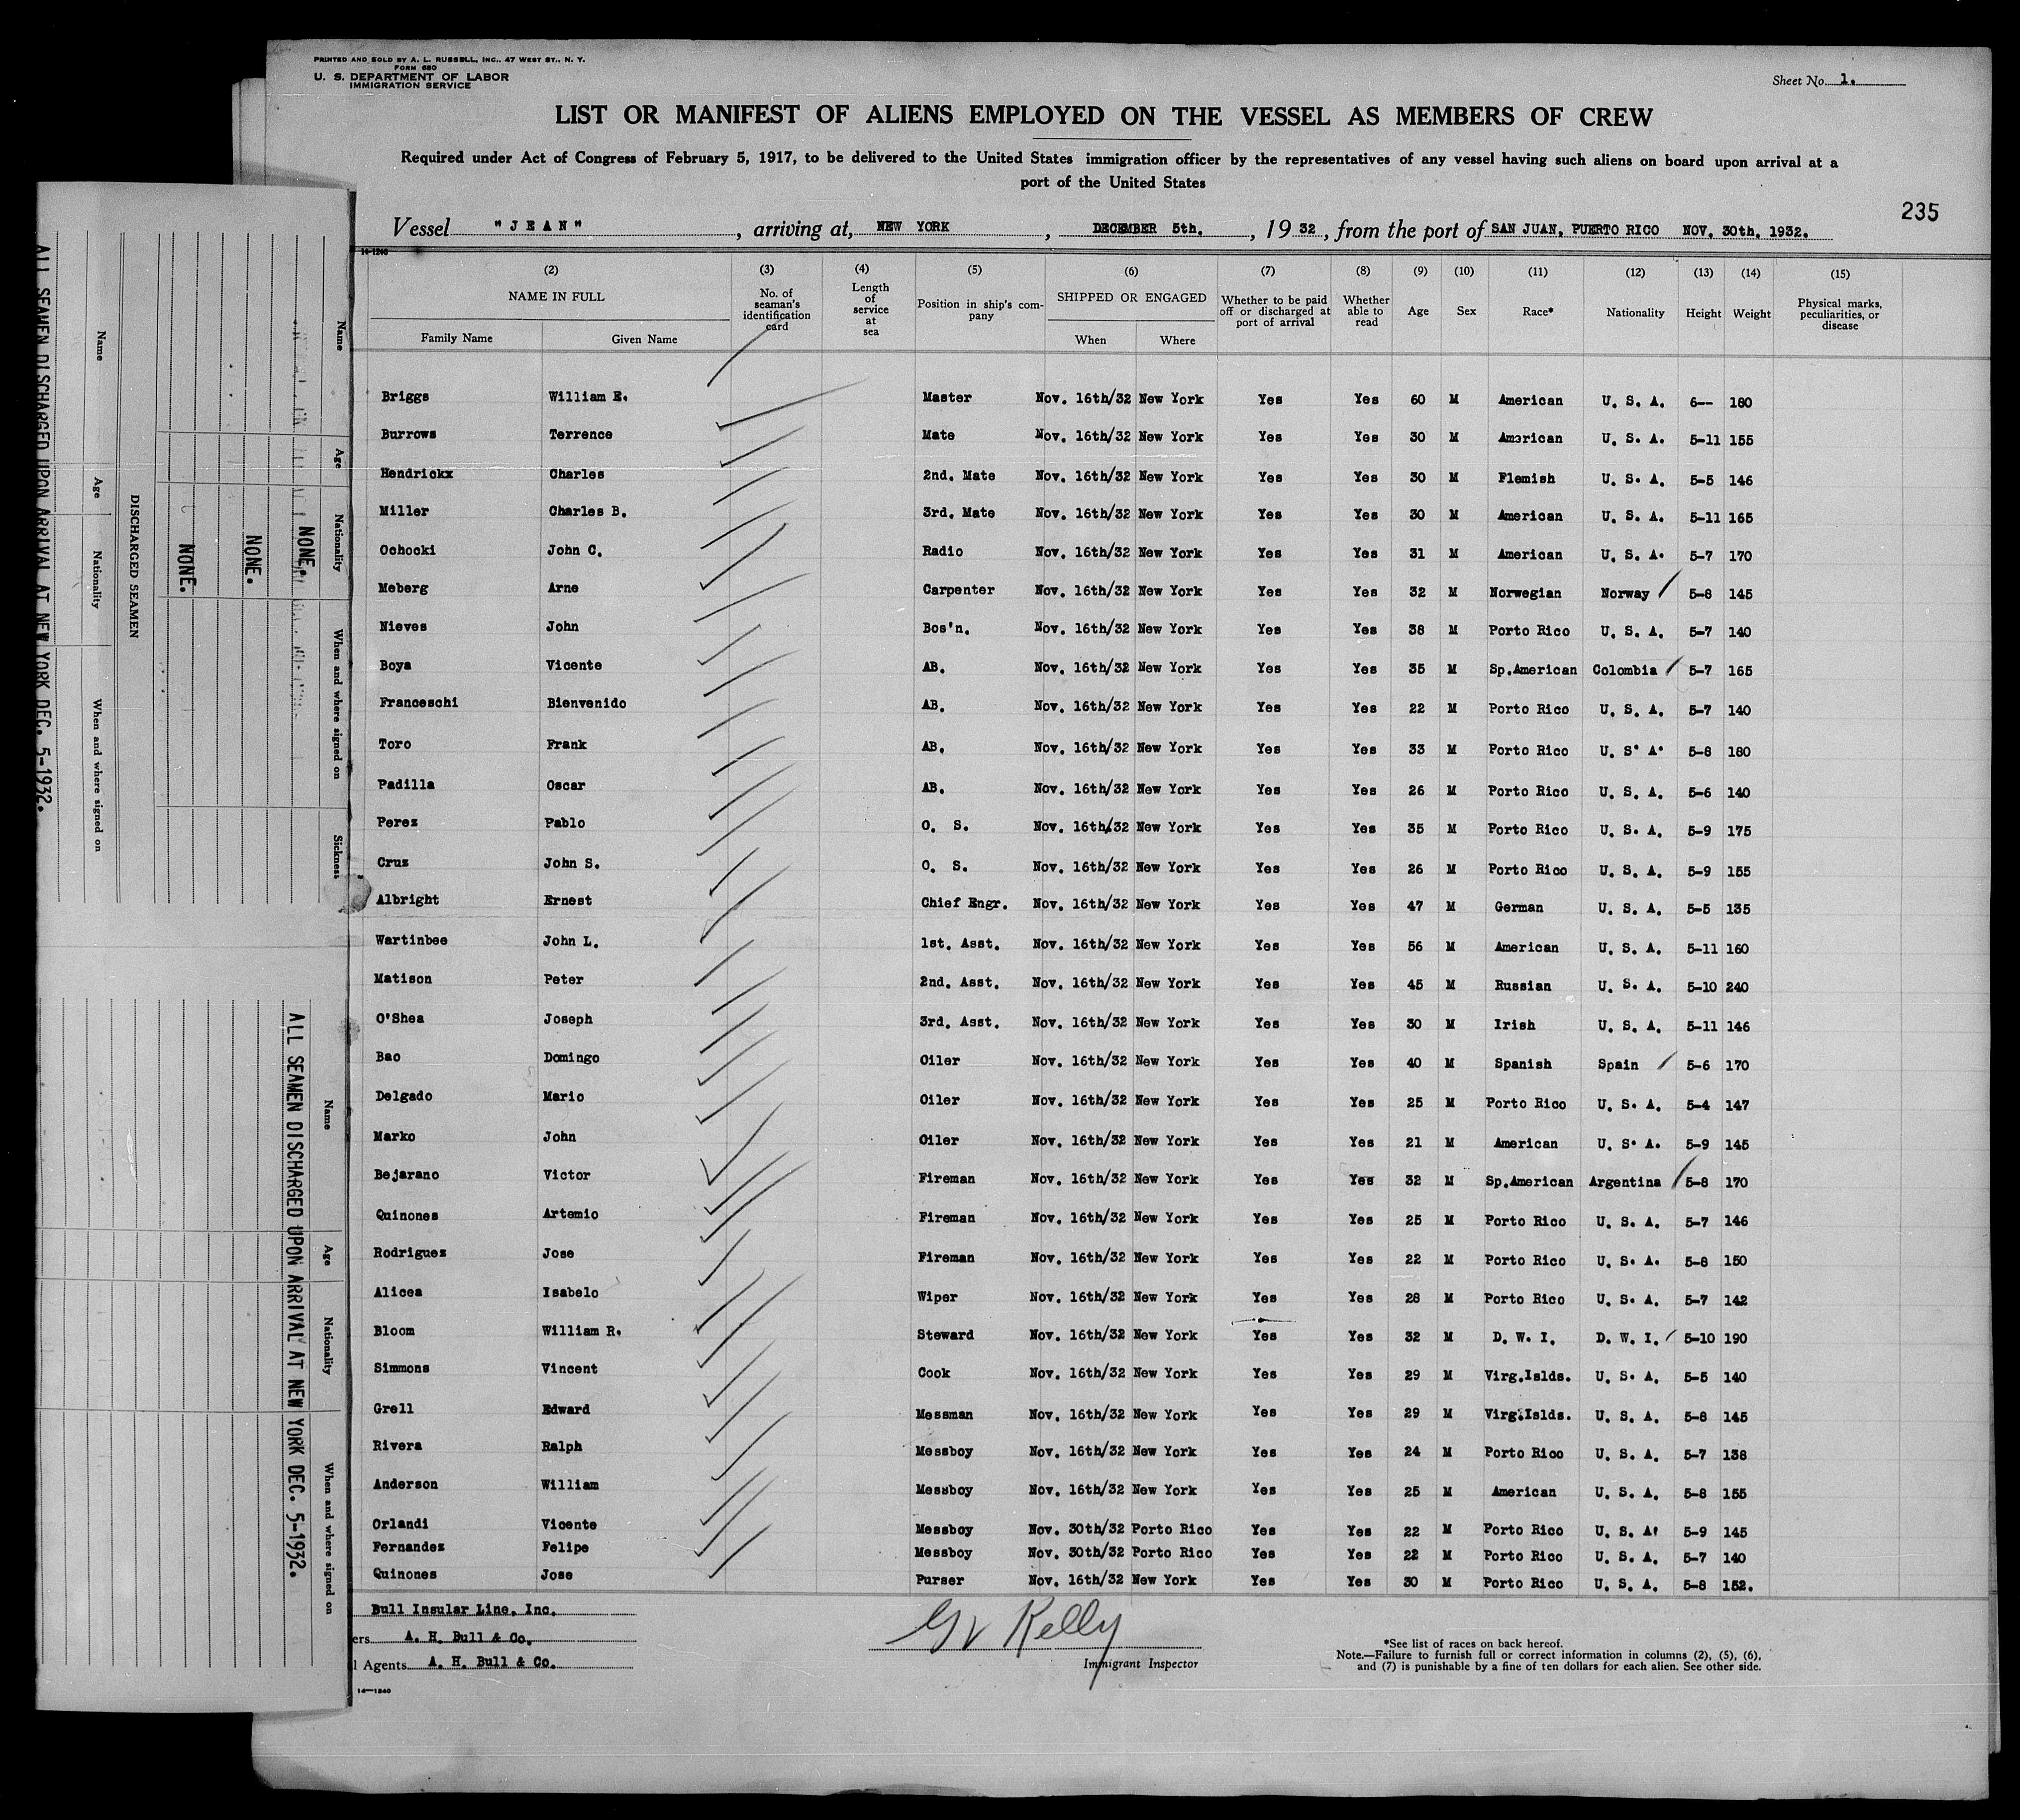 PRINTED AND SOLD BY A. L. RUSSELL, INC., 47 WEST ST., N. Y.
FORM 680
U. S. DEPARTMENT OF LABOR
IMMIGRATION SERVICE
Sheet No. 1.
LIST OR MANIFEST OF ALIENS EMPLOYED ON THE VESSEL AS MEMBERS OF CREW
Required under Act of Congress of February 5, 1917, to be delivered to the United States immigration officer by the representatives of any vessel having such aliens on board upon arrival at a
port of the United States
235
Vessel "JEAN", arriving at, NEW YORK, DECEMBER 5th., 1932, from the port of SAN JUAN, PUERTO RICO NOV. 30th. 1932.
14-1240
(2) (3) (4) (5) (6) (7) (8) (9) (10) (11) (12) (13) (14) (15)
NAME IN FULL No. of seaman's identification card Length of service at sea Position in ship's company SHIPPED OR ENGAGED Whether to be paid off or discharged at port of arrival Whether able to read Age Sex Race* Nationality Height Weight Physical marks, peculiarities, or disease
Family Name Given Name When Where
Briggs William E. Master Nov. 16th/32 New York Yes Yes 60 M American U. S. A. 6-- 180
Burrows Terrence Mate Nov. 16th/32 New York Yes Yes 30 M American U. S. A. 5-11 155
Hendrickx Charles 2nd. Mate Nov. 16th/32 New York Yes Yes 30 M Flemish U. S. A. 5-5 146
Miller Charles B. 3rd. Mate Nov. 16th/32 New York Yes Yes 30 M American U. S. A. 5-11 165
Ochocki John C. Radio Nov. 16th/32 New York Yes Yes 31 M American U. S. A. 5-7 170
Meberg Arne Carpenter Nov. 16th/32 New York Yes Yes 32 M Norwegian Norway 5-8 145
Nieves John Bos'n. Nov. 16th/32 New York Yes Yes 38 M Porto Rico U. S. A. 5-7 140
Boya Vicente AB. Nov. 16th/32 New York Yes Yes 35 M Sp.American Colombia 5-7 165
Franceschi Bienvenido AB. Nov. 16th/32 New York Yes Yes 22 M Porto Rico U. S. A. 5-7 140
Toro Frank AB. Nov. 16th/32 New York Yes Yes 33 M Porto Rico U. S. A. 5-8 180
Padilla Oscar AB. Nov. 16th/32 New York Yes Yes 26 M Porto Rico U. S. A. 5-6 140
Perez Pablo O. S. Nov. 16th/32 New York Yes Yes 35 M Porto Rico U. S. A. 5-9 175
Cruz John S. O. S. Nov. 16th/32 New York Yes Yes 26 M Porto Rico U. S. A. 5-9 155
Albright Ernest Chief Engr. Nov. 16th/32 New York Yes Yes 47 M German U. S. A. 5-5 135
Wartinbee John L. 1st. Asst. Nov. 16th/32 New York Yes Yes 56 M American U. S. A. 5-11 160
Matison Peter 2nd. Asst. Nov. 16th/32 New York Yes Yes 45 M Russian U. S. A. 5-10 240
O'Shea Joseph 3rd. Asst. Nov. 16th/32 New York Yes Yes 30 M Irish U. S. A. 5-11 146
Bao Domingo Oiler Nov. 16th/32 New York Yes Yes 40 M Spanish Spain 5-6 170
Delgado Mario Oiler Nov. 16th/32 New York Yes Yes 25 M Porto Rico U. S. A. 5-4 147
Marko John Oiler Nov. 16th/32 New York Yes Yes 21 M American U. S. A. 5-9 145
Bejarano Victor Fireman Nov. 16th/32 New York Yes Yes 32 M Sp.American Argentina 5-8 170
Quinones Artemio Fireman Nov. 16th/32 New York Yes Yes 25 M Porto Rico U. S. A. 5-7 146
Rodriguez Jose Fireman Nov. 16th/32 New York Yes Yes 22 M Porto Rico U. S. A. 5-8 150
Alicea Isabelo Wiper Nov. 16th/32 New York Yes Yes 28 M Porto Rico U. S. A. 5-7 142
Bloom William R. Steward Nov. 16th/32 New York Yes Yes 32 M D. W. I. D. W. I. 5-10 190
Simmons Vincent Cook Nov. 16th/32 New York Yes Yes 29 M Virg.Islds. U. S. A. 5-5 140
Grell Edward Messman Nov. 16th/32 New York Yes Yes 29 M Virg.Islds. U. S. A. 5-8 145
Rivera Ralph Messboy Nov. 16th/32 New York Yes Yes 24 M Porto Rico U. S. A. 5-7 138
Anderson William Messboy Nov. 16th/32 New York Yes Yes 25 M American U. S. A. 5-8 155
Orlandi Vicente Messboy Nov. 30th/32 Porto Rico Yes Yes 22 M Porto Rico U. S. A. 5-9 145
Fernandez Felipe Messboy Nov. 30th/32 Porto Rico Yes Yes 22 M Porto Rico U. S. A. 5-7 140
Quinones Jose Purser Nov. 16th/32 New York Yes Yes 30 M Porto Rico U. S. A. 5-8 152.
Bull Insular Line, Inc.
ers A. H. Bull & Co.
l Agents A. H. Bull & Co.
14-1240
GV Kelly
Immigrant Inspector
*See list of races on back hereof.
Note.—Failure to furnish full or correct information in columns (2), (5), (6),
and (7) is punishable by a fine of ten dollars for each alien. See other side.
Name Age Nationality When and where signed on Sickness
NONE.
NONE.
NONE.
DISCHARGED SEAMEN
Name Age Nationality When and where signed on
ALL SEAMEN DISCHARGED UPON ARRIVAL AT NEW YORK DEC. 5-1932.
Name Age Nationality When and where signed on
ALL SEAMEN DISCHARGED UPON ARRIVAL AT NEW YORK DEC. 5-1932.